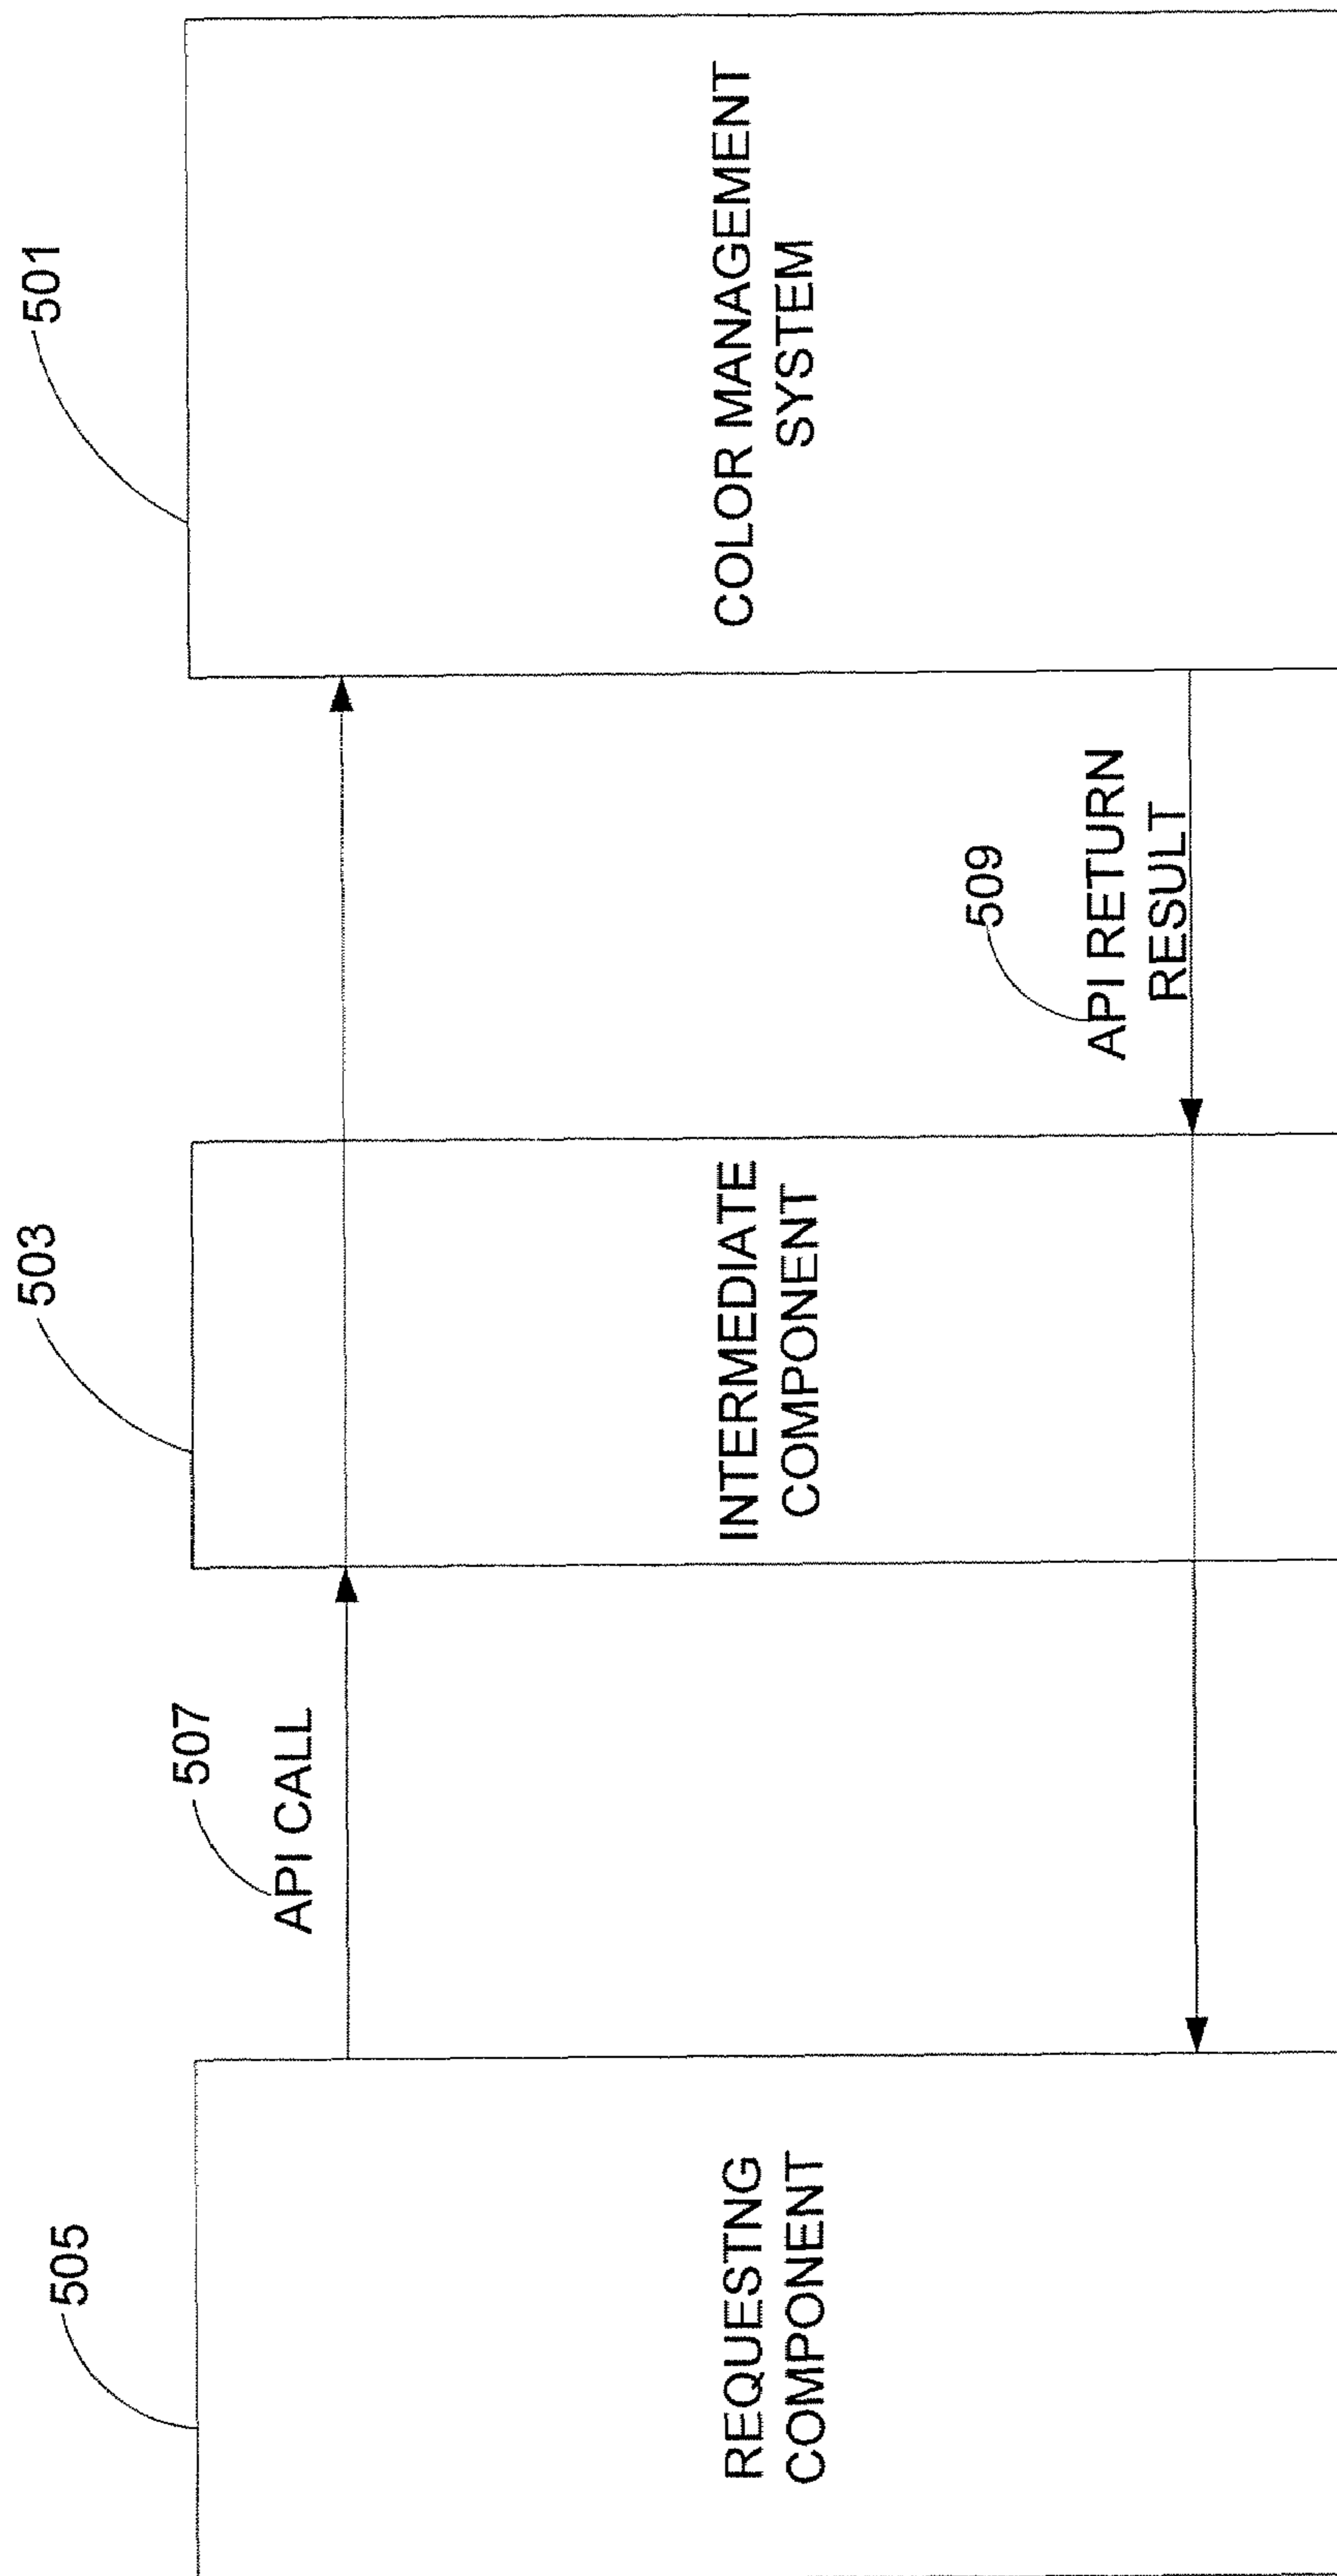 505
REQUESTNG
COMPONENT
507
API CALL
503
INTERMEDIATE
COMPONENT
509
API RETURN
RESULT
501
COLOR MANAGEMENT
SYSTEM